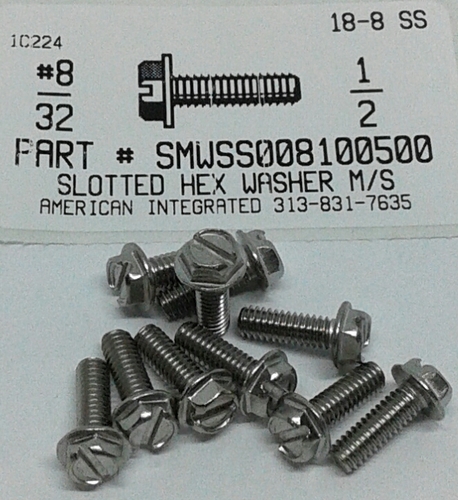 18-8 SS
1C224
#8
32
1
2
PART # SMWSS008100500
SLOTTED HEX WASHER M/S
AMERICAN INTEGRATED 313-831-7635